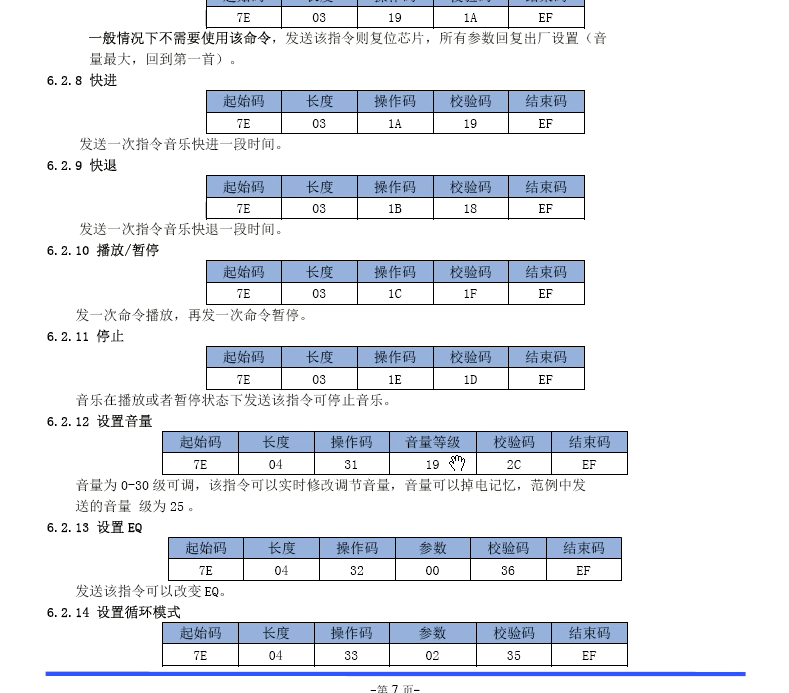 7E 03 19 1A EF
一般情况下不需要使用该命令，发送该指令则复位芯片，所有参数回复出厂设置（音
量最大，回到第一首）。
6.2.8 快进
起始码 长度 操作码 校验码 结束码
7E 03 1A 19 EF
发送一次指令音乐快进一段时间。
6.2.9 快退
起始码 长度 操作码 校验码 结束码
7E 03 1B 18 EF
发送一次指令音乐快退一段时间。
6.2.10 播放/暂停
起始码 长度 操作码 校验码 结束码
7E 03 1C 1F EF
发一次命令播放，再发一次命令暂停。
6.2.11 停止
起始码 长度 操作码 校验码 结束码
7E 03 1E 1D EF
音乐在播放或者暂停状态下发送该指令可停止音乐。
6.2.12 设置音量
起始码 长度 操作码 音量等级 校验码 结束码
7E 04 31 19 2C EF
音量为 0-30 级可调，该指令可以实时修改调节音量，音量可以掉电记忆，范例中发
送的音量 级为 25 。
6.2.13 设置 EQ
起始码 长度 操作码 参数 校验码 结束码
7E 04 32 00 36 EF
发送该指令可以改变 EQ。
6.2.14 设置循环模式
起始码 长度 操作码 参数 校验码 结束码
7E 04 33 02 35 EF
-第 7 页-